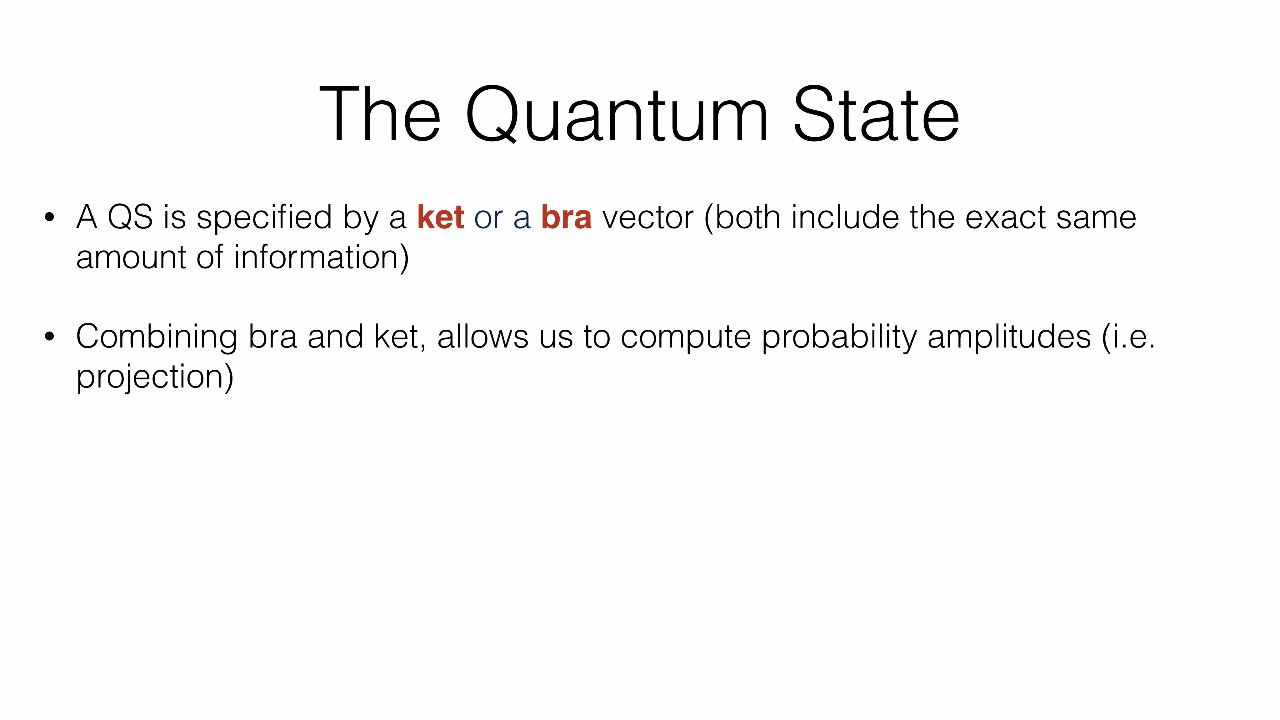 The Quantum State
• A QS is specified by a ket or a bra vector (both include the exact same
amount of information)
• Combining bra and ket, allows us to compute probability amplitudes (i.e.
projection)